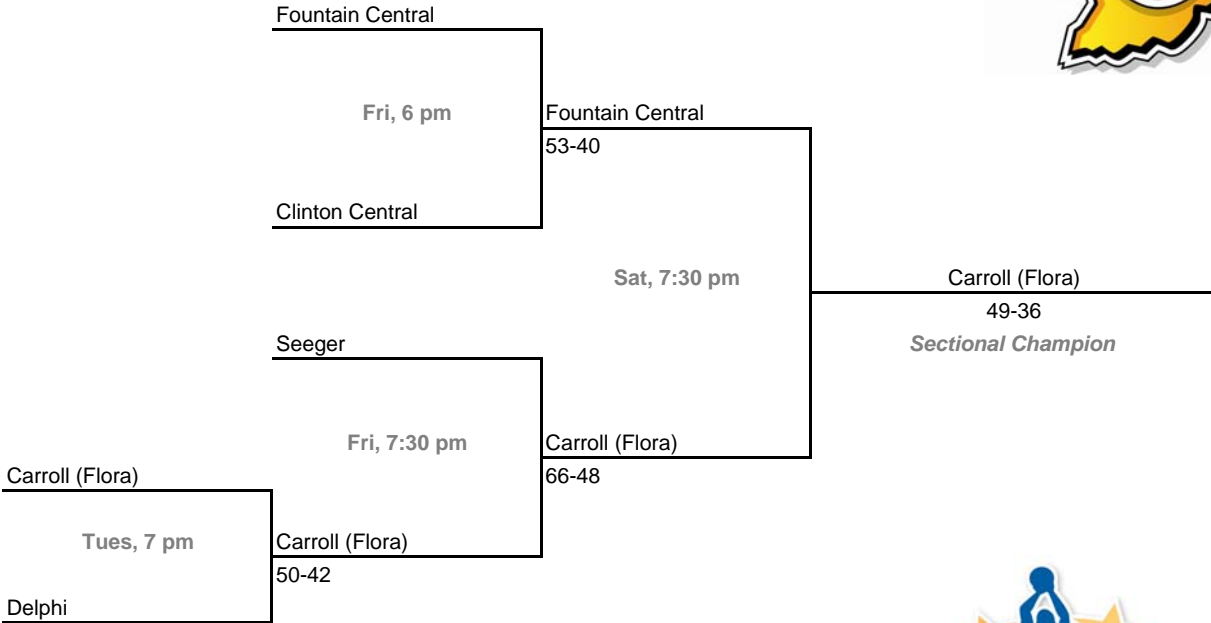 Fountain Central
Fri, 6 pm
Fountain Central
53-40
Clinton Central
Sat, 7:30 pm
Carroll (Flora)
49-36
Sectional Champion
Seeger
Fri, 7:30 pm
Carroll (Flora)
66-48
Carroll (Flora)
Tues, 7 pm
Carroll (Flora)
50-42
Delphi